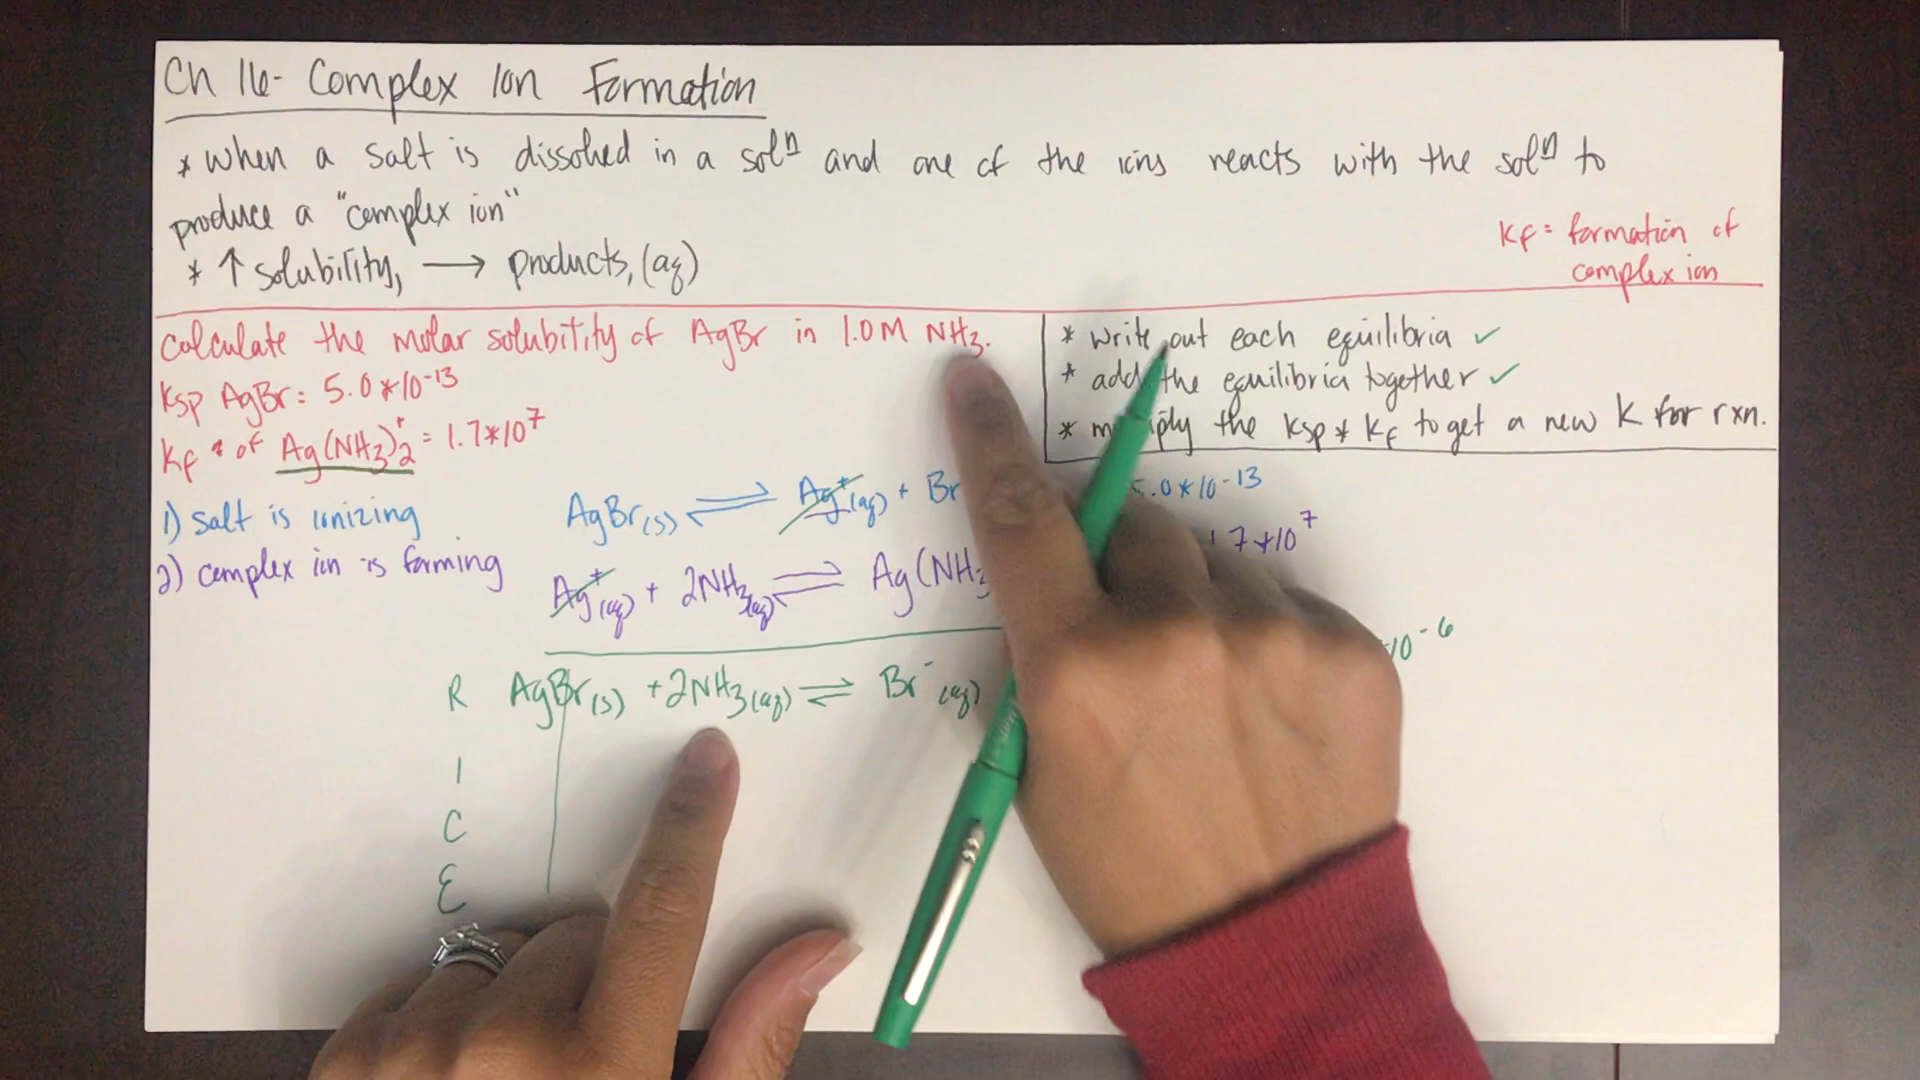 Ch 16- Complex Ion Formation
* When a salt is dissolved in a solⁿ and one of the ions reacts with the solⁿ to
produce a "complex ion"
* ↑ solubility, → products, (aq)
Kf = formation of
complex ion
Calculate the molar solubility of AgBr in 1.0M NH₃.
Ksp AgBr: 5.0*10⁻¹³
Kf * of Ag(NH₃)₂⁺ = 1.7*10⁷
* write out each equilibria ✓
* add the equilibria together ✓
* the Ksp * Kf to get a new K for rxn.
1) salt is ionizing
2) complex ion is forming
AgBr(s) ⇌ Ag⁺(aq) + Br 5.0*10⁻¹³
Ag⁺(aq) + 2NH₃(aq) ⇌ Ag(NH₃ 1.7*10⁷
R AgBr(s) + 2NH₃(aq) ⇌ Br⁻(aq) 10⁻⁶
I
C
E